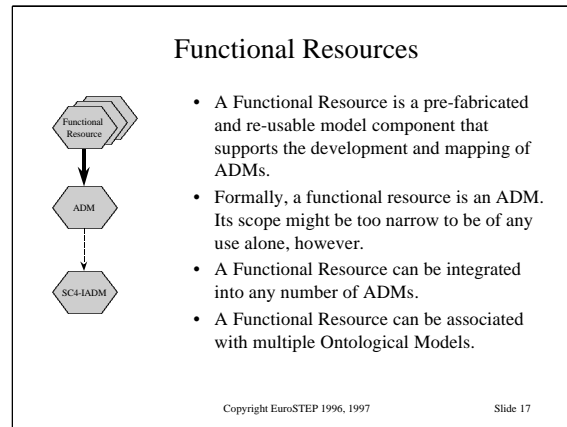 Functional Resources
Functional
Resource
ADM
SC4-IADM
• A Functional Resource is a pre-fabricated
and re-usable model component that
supports the development and mapping of
ADMs.
• Formally, a functional resource is an ADM.
Its scope might be too narrow to be of any
use alone, however.
• A Functional Resource can be integrated
into any number of ADMs.
• A Functional Resource can be associated
with multiple Ontological Models.
Copyright EuroSTEP 1996, 1997 Slide 17